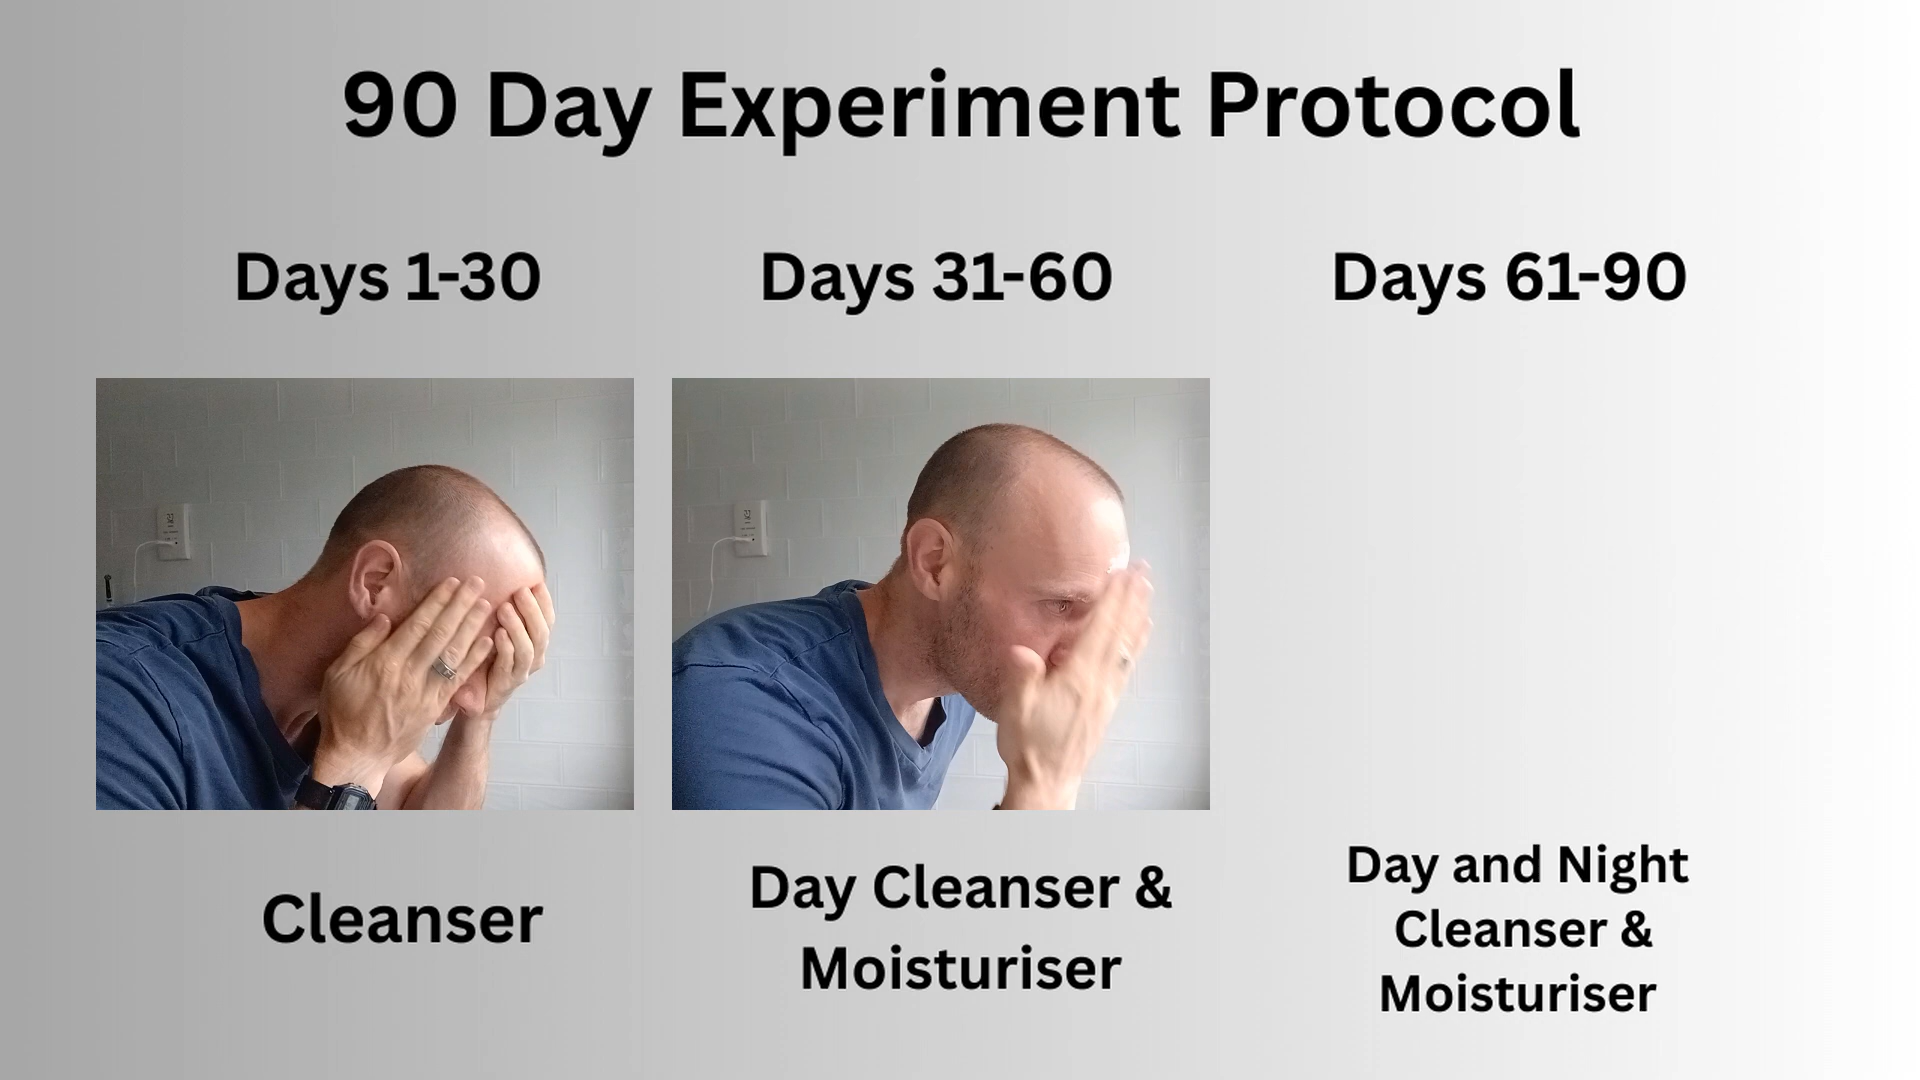 90 Day Experiment Protocol
Days 1-30
Days 31-60
Days 61-90
Cleanser
Day Cleanser &
Moisturiser
Day and Night
Cleanser &
Moisturiser